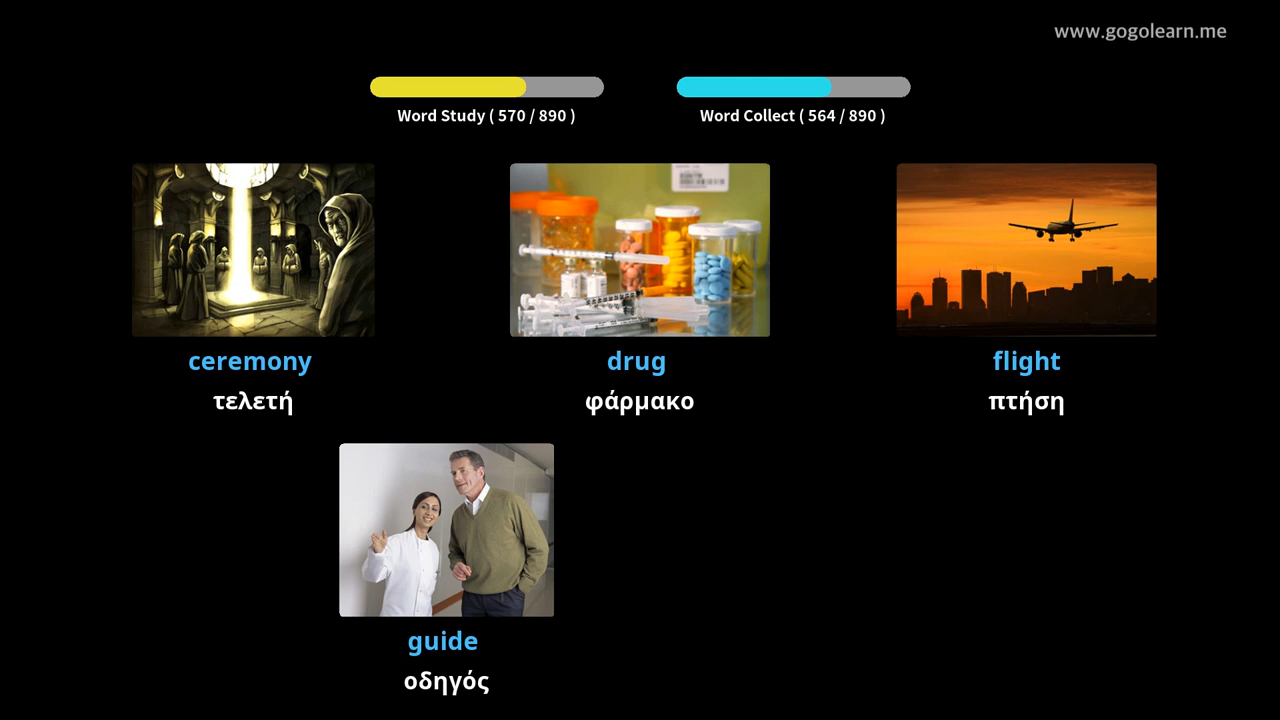 www.gogolearn.me
Word Study ( 570 / 890 )
Word Collect ( 564 / 890 )
ceremony
τελετή
drug
φάρμακο
flight
πτήση
guide
οδηγός